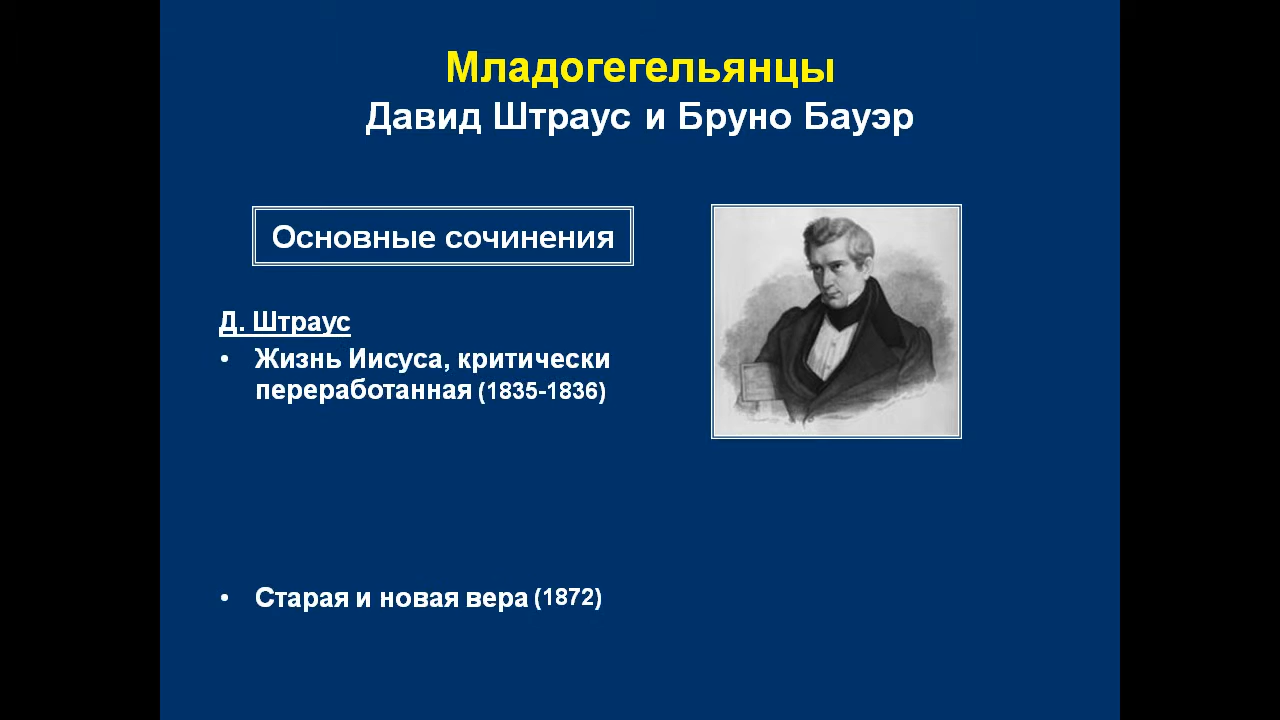 Младогегельянцы
Давид Штраус и Бруно Бауэр
Основные сочинения
Д. Штраус
• Жизнь Иисуса, критически
переработанная (1835-1836)
• Старая и новая вера (1872)